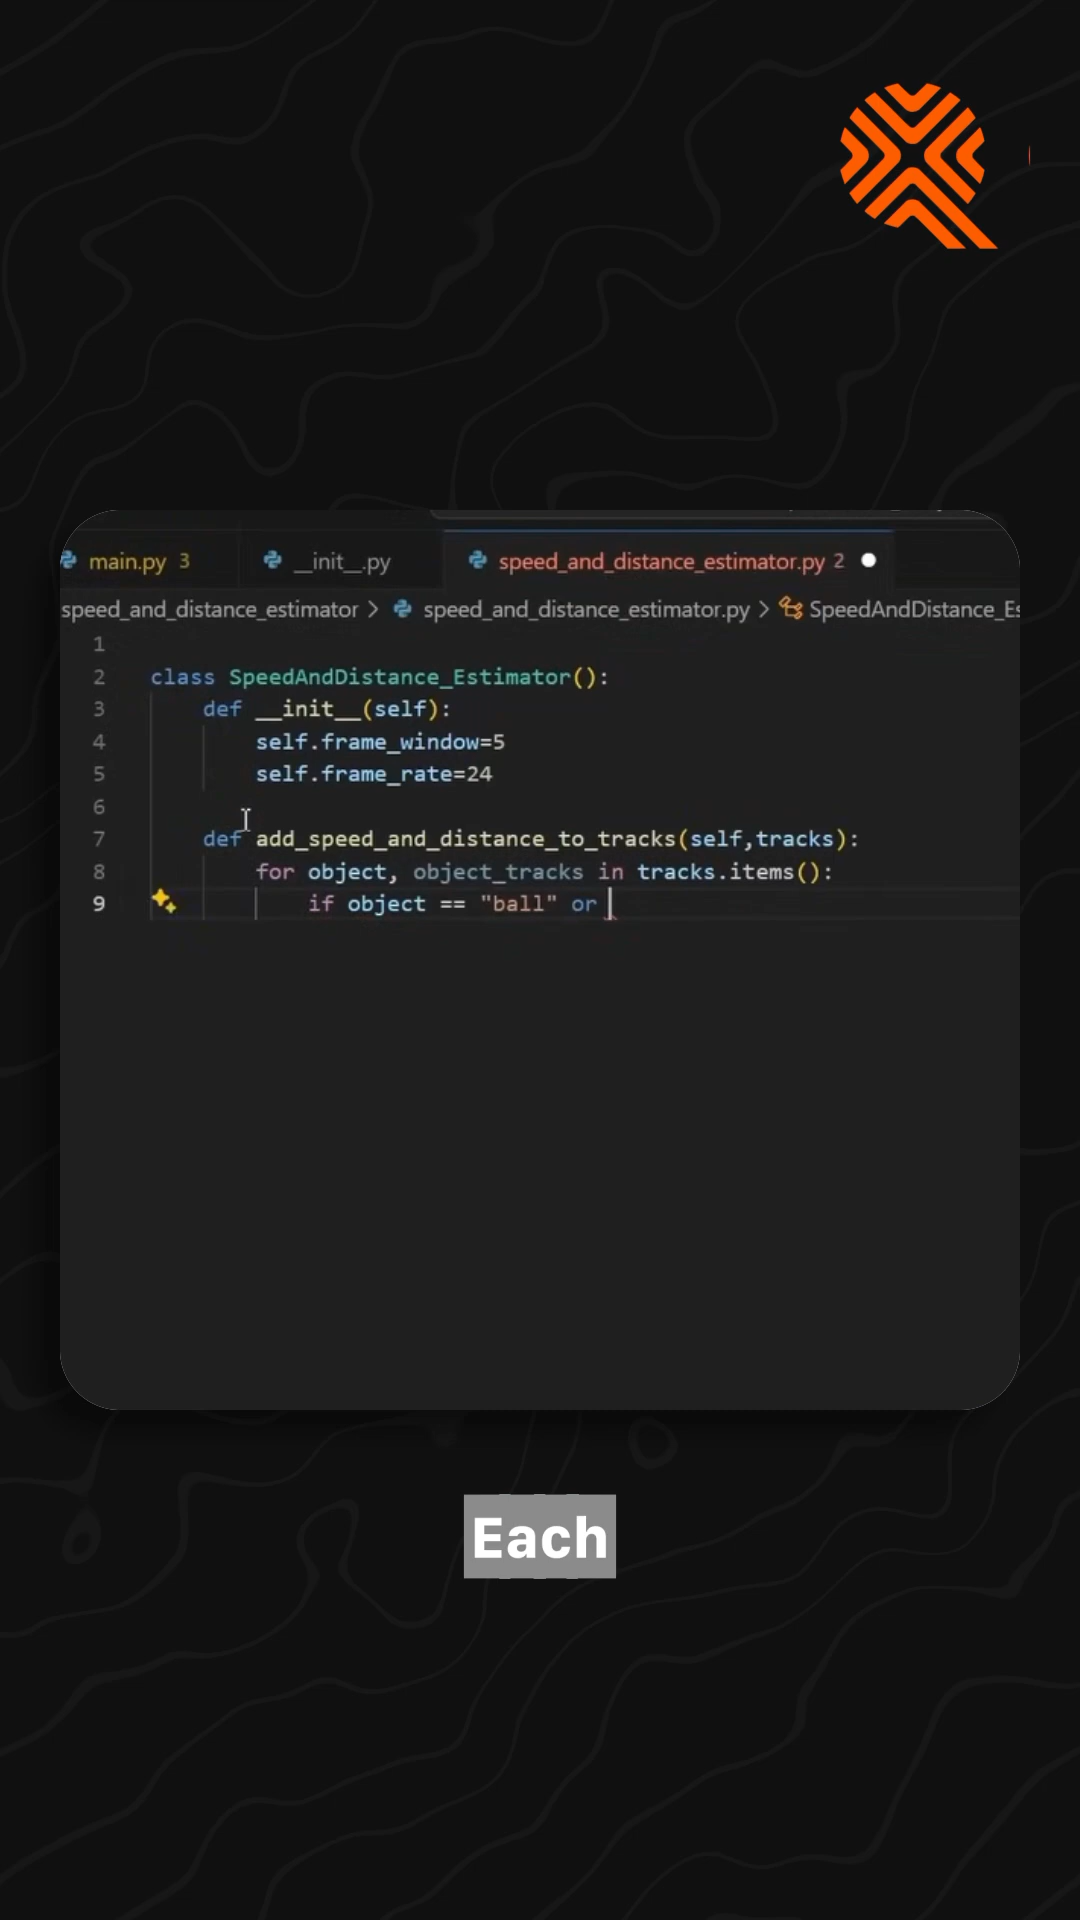 main.py 3 __init__.py speed_and_distance_estimator.py 2
speed_and_distance_estimator > speed_and_distance_estimator.py > SpeedAndDistance_Es
1
2 class SpeedAndDistance_Estimator():
3 def __init__(self):
4 self.frame_window=5
5 self.frame_rate=24
6
7 def add_speed_and_distance_to_tracks(self,tracks):
8 for object, object_tracks in tracks.items():
9 if object == "ball" or
Each